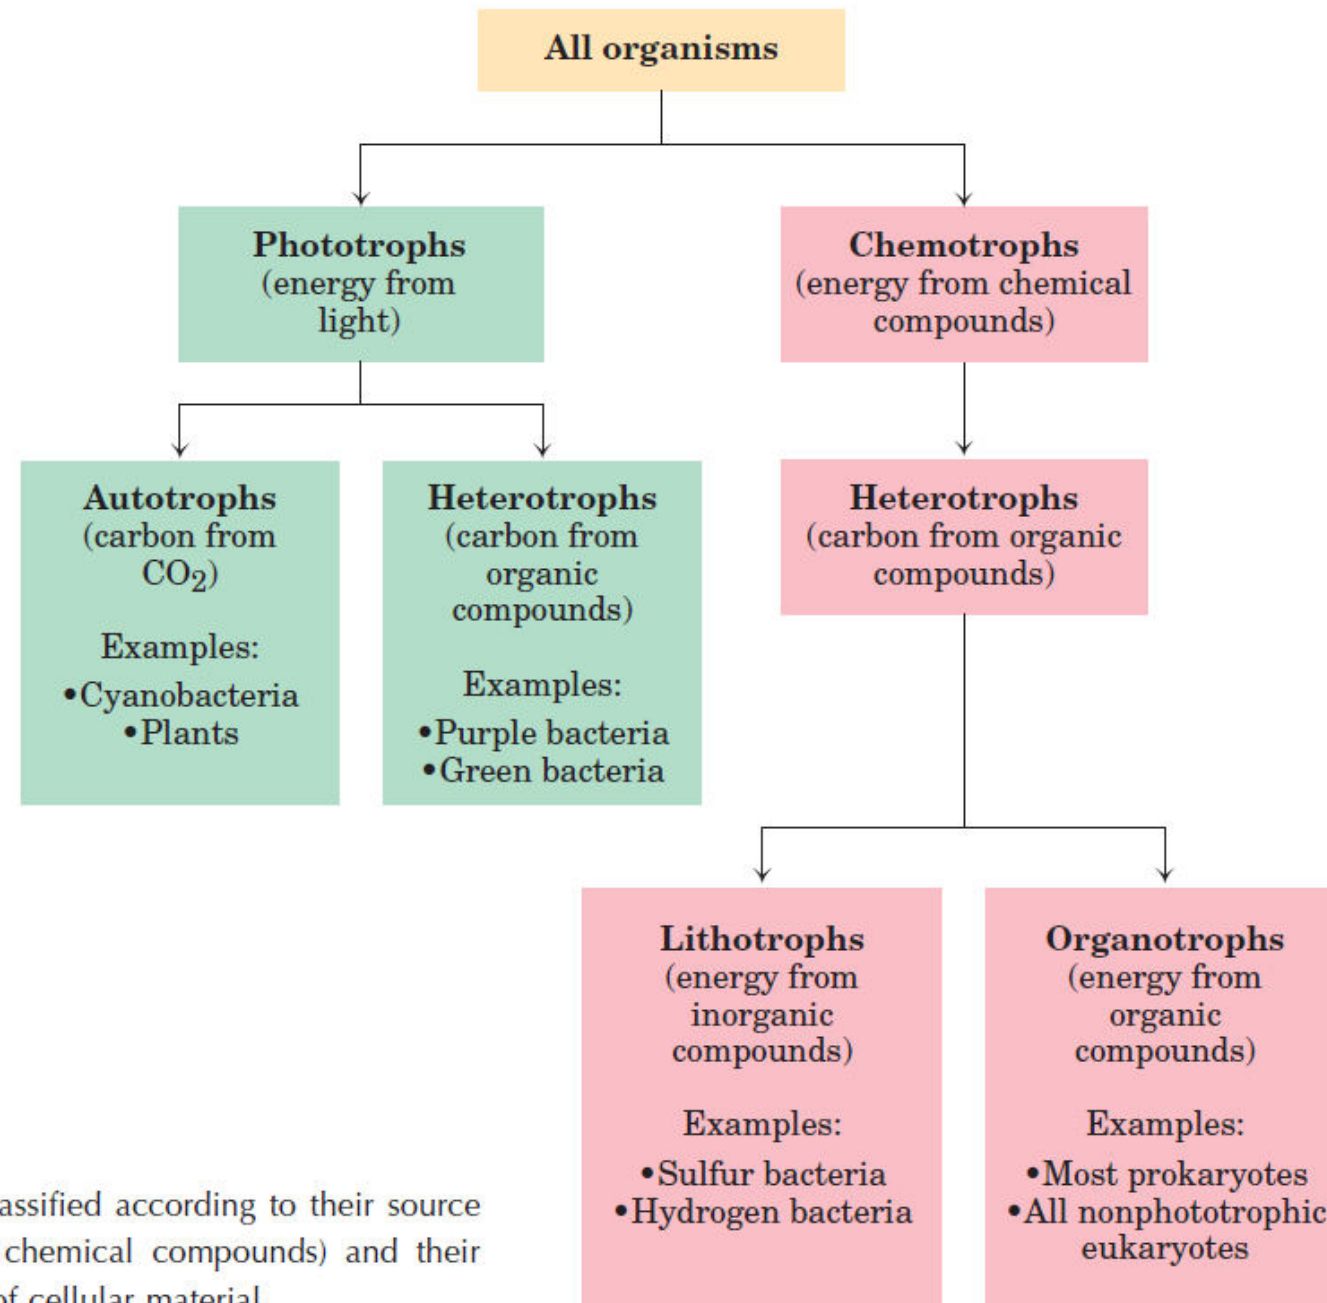 All organisms
Phototrophs
(energy from
light)
Chemotrophs
(energy from chemical
compounds)
Autotrophs
(carbon from
CO₂)
Examples:
•Cyanobacteria
•Plants
Heterotrophs
(carbon from
organic
compounds)
Examples:
•Purple bacteria
•Green bacteria
Heterotrophs
(carbon from organic
compounds)
Lithotrophs
(energy from
inorganic
compounds)
Examples:
•Sulfur bacteria
•Hydrogen bacteria
Organotrophs
(energy from
organic
compounds)
Examples:
•Most prokaryotes
•All nonphototrophic
eukaryotes
according to their source
chemical compounds) and their
of cellular material